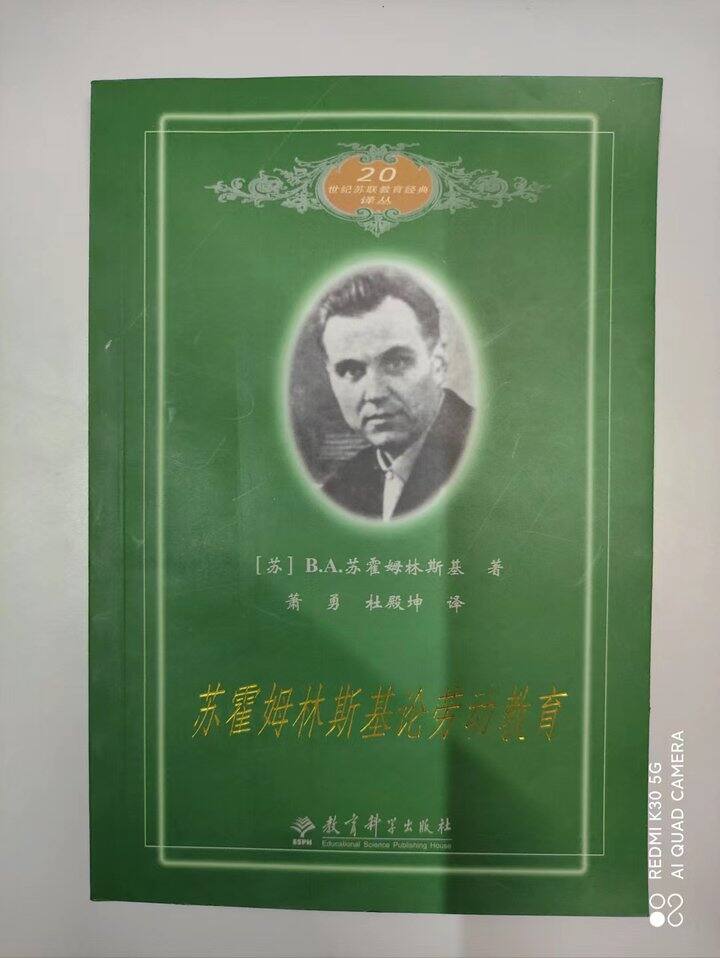 20
世纪苏联教育经典
译丛
［苏］B.A.苏霍姆林斯基 著
萧 勇 杜殿坤 译
苏霍姆林斯基论劳动教育
教育科学出版社
ESPH
Educational Science Publishing House
REDMI K30 5G
AI QUAD CAMERA